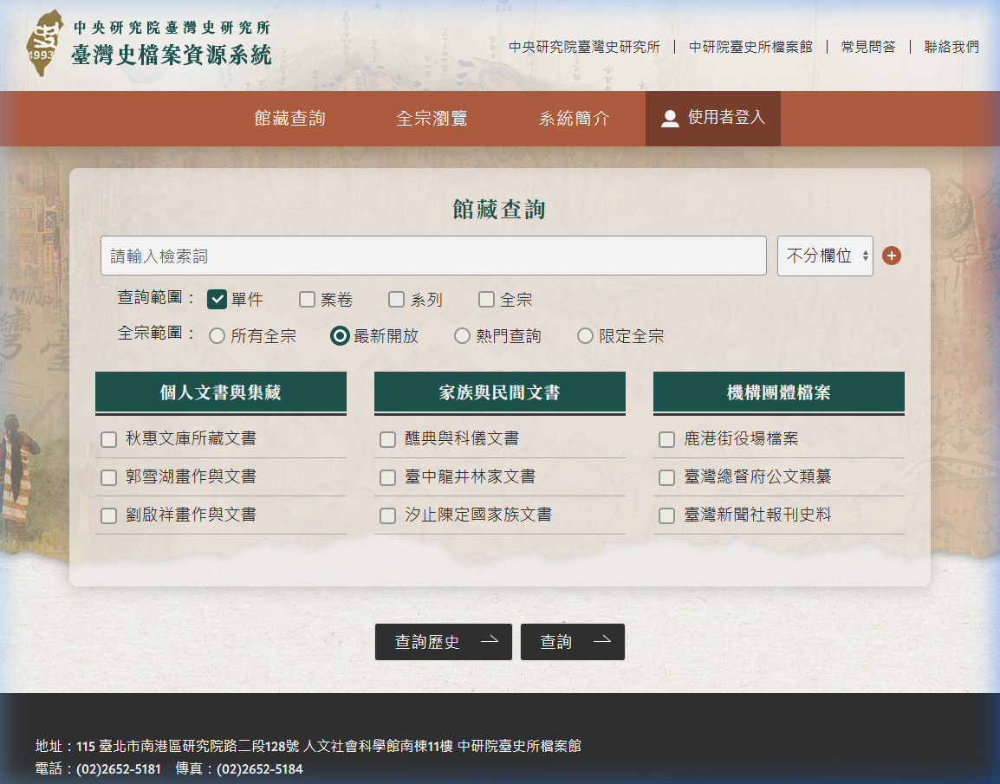 中央研究院臺灣史研究所
臺灣史檔案資源系統
1993
中央研究院臺灣史研究所 | 中研院臺史所檔案館 | 常見問答 | 聯絡我們
館藏查詢 全宗瀏覽 系統簡介 使用者登入
館藏查詢
請輸入檢索詞 不分欄位
查詢範圍： 單件 案卷 系列 全宗
全宗範圍： 所有全宗 最新開放 熱門查詢 限定全宗
個人文書與集藏 家族與民間文書 機構團體檔案
秋惠文庫所藏文書 醮典與科儀文書 鹿港街役場檔案
郭雪湖畫作與文書 臺中龍井林家文書 臺灣總督府公文類纂
劉啟祥畫作與文書 汐止陳定國家族文書 臺灣新聞社報刊史料
查詢歷史 查詢
地址：115 臺北市南港區研究院路二段128號 人文社會科學館南棟11樓 中研院臺史所檔案館
電話：(02)2652-5181 傳真：(02)2652-5184